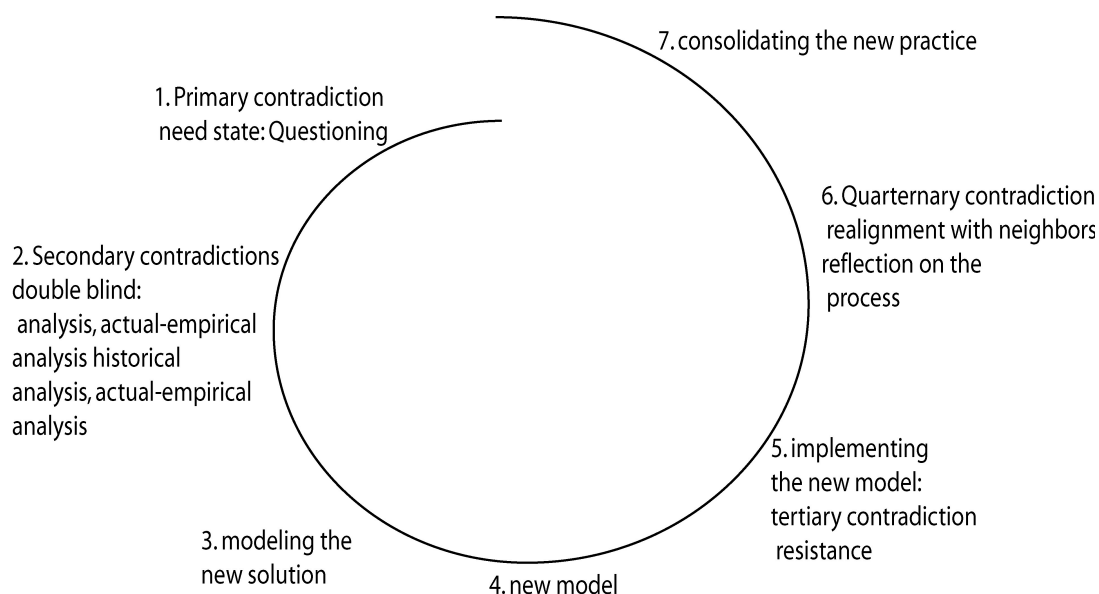 1. Primary contradiction
need state: Questioning
2. Secondary contradictions
double blind:
analysis, actual-empirical
analysis historical
analysis, actual-empirical
analysis
3. modeling the
new solution
4. new model
5. implementing
the new model:
tertiary contradiction
resistance
6. Quarternary contradiction
realignment with neighbors
reflection on the
process
7. consolidating the new practice